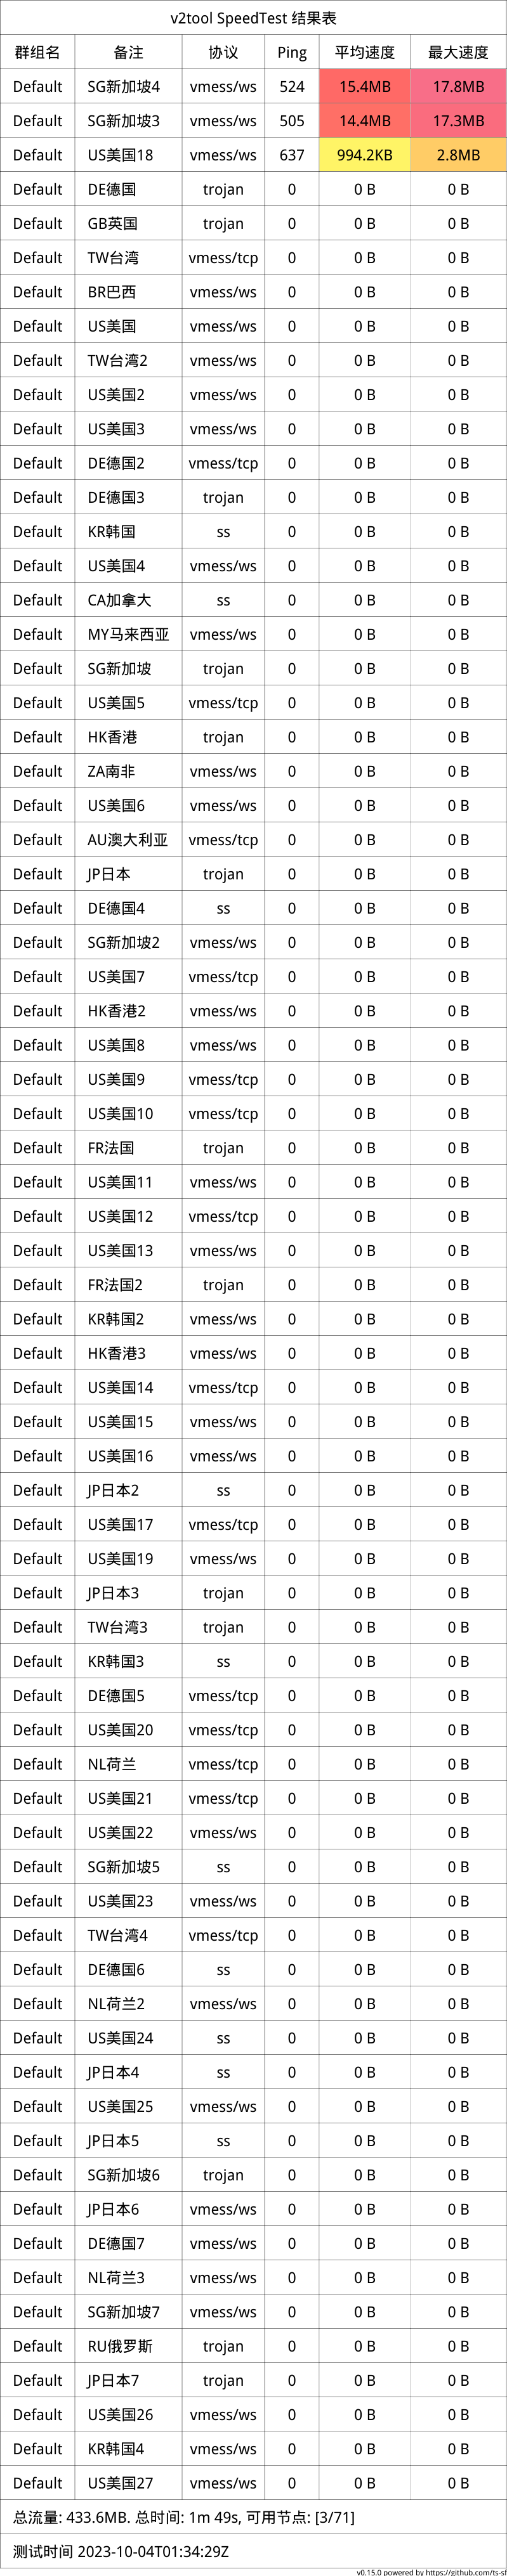 v2tool SpeedTest 结果表
群组名 备注 协议 Ping 平均速度 最大速度
Default SG新加坡4 vmess/ws 524 15.4MB 17.8MB
Default SG新加坡3 vmess/ws 505 14.4MB 17.3MB
Default US美国18 vmess/ws 637 994.2KB 2.8MB
Default DE德国 trojan 0 0 B 0 B
Default GB英国 trojan 0 0 B 0 B
Default TW台湾 vmess/tcp 0 0 B 0 B
Default BR巴西 vmess/ws 0 0 B 0 B
Default US美国 vmess/ws 0 0 B 0 B
Default TW台湾2 vmess/ws 0 0 B 0 B
Default US美国2 vmess/ws 0 0 B 0 B
Default US美国3 vmess/ws 0 0 B 0 B
Default DE德国2 vmess/tcp 0 0 B 0 B
Default DE德国3 trojan 0 0 B 0 B
Default KR韩国 ss 0 0 B 0 B
Default US美国4 vmess/ws 0 0 B 0 B
Default CA加拿大 ss 0 0 B 0 B
Default MY马来西亚 vmess/ws 0 0 B 0 B
Default SG新加坡 trojan 0 0 B 0 B
Default US美国5 vmess/tcp 0 0 B 0 B
Default HK香港 trojan 0 0 B 0 B
Default ZA南非 vmess/ws 0 0 B 0 B
Default US美国6 vmess/ws 0 0 B 0 B
Default AU澳大利亚 vmess/tcp 0 0 B 0 B
Default JP日本 trojan 0 0 B 0 B
Default DE德国4 ss 0 0 B 0 B
Default SG新加坡2 vmess/ws 0 0 B 0 B
Default US美国7 vmess/tcp 0 0 B 0 B
Default HK香港2 vmess/ws 0 0 B 0 B
Default US美国8 vmess/ws 0 0 B 0 B
Default US美国9 vmess/tcp 0 0 B 0 B
Default US美国10 vmess/tcp 0 0 B 0 B
Default FR法国 trojan 0 0 B 0 B
Default US美国11 vmess/ws 0 0 B 0 B
Default US美国12 vmess/tcp 0 0 B 0 B
Default US美国13 vmess/ws 0 0 B 0 B
Default FR法国2 trojan 0 0 B 0 B
Default KR韩国2 vmess/ws 0 0 B 0 B
Default HK香港3 vmess/ws 0 0 B 0 B
Default US美国14 vmess/tcp 0 0 B 0 B
Default US美国15 vmess/ws 0 0 B 0 B
Default US美国16 vmess/ws 0 0 B 0 B
Default JP日本2 ss 0 0 B 0 B
Default US美国17 vmess/tcp 0 0 B 0 B
Default US美国19 vmess/ws 0 0 B 0 B
Default JP日本3 trojan 0 0 B 0 B
Default TW台湾3 trojan 0 0 B 0 B
Default KR韩国3 ss 0 0 B 0 B
Default DE德国5 vmess/tcp 0 0 B 0 B
Default US美国20 vmess/tcp 0 0 B 0 B
Default NL荷兰 vmess/tcp 0 0 B 0 B
Default US美国21 vmess/tcp 0 0 B 0 B
Default US美国22 vmess/ws 0 0 B 0 B
Default SG新加坡5 ss 0 0 B 0 B
Default US美国23 vmess/ws 0 0 B 0 B
Default TW台湾4 vmess/tcp 0 0 B 0 B
Default DE德国6 ss 0 0 B 0 B
Default NL荷兰2 vmess/ws 0 0 B 0 B
Default US美国24 ss 0 0 B 0 B
Default JP日本4 ss 0 0 B 0 B
Default US美国25 vmess/ws 0 0 B 0 B
Default JP日本5 ss 0 0 B 0 B
Default SG新加坡6 trojan 0 0 B 0 B
Default JP日本6 vmess/ws 0 0 B 0 B
Default DE德国7 vmess/ws 0 0 B 0 B
Default NL荷兰3 vmess/ws 0 0 B 0 B
Default SG新加坡7 vmess/ws 0 0 B 0 B
Default RU俄罗斯 trojan 0 0 B 0 B
Default JP日本7 trojan 0 0 B 0 B
Default US美国26 vmess/ws 0 0 B 0 B
Default KR韩国4 vmess/ws 0 0 B 0 B
Default US美国27 vmess/ws 0 0 B 0 B
总流量: 433.6MB. 总时间: 1m 49s, 可用节点: [3/71]
测试时间 2023-10-04T01:34:29Z
v0.15.0 powered by https://github.com/ts-sf